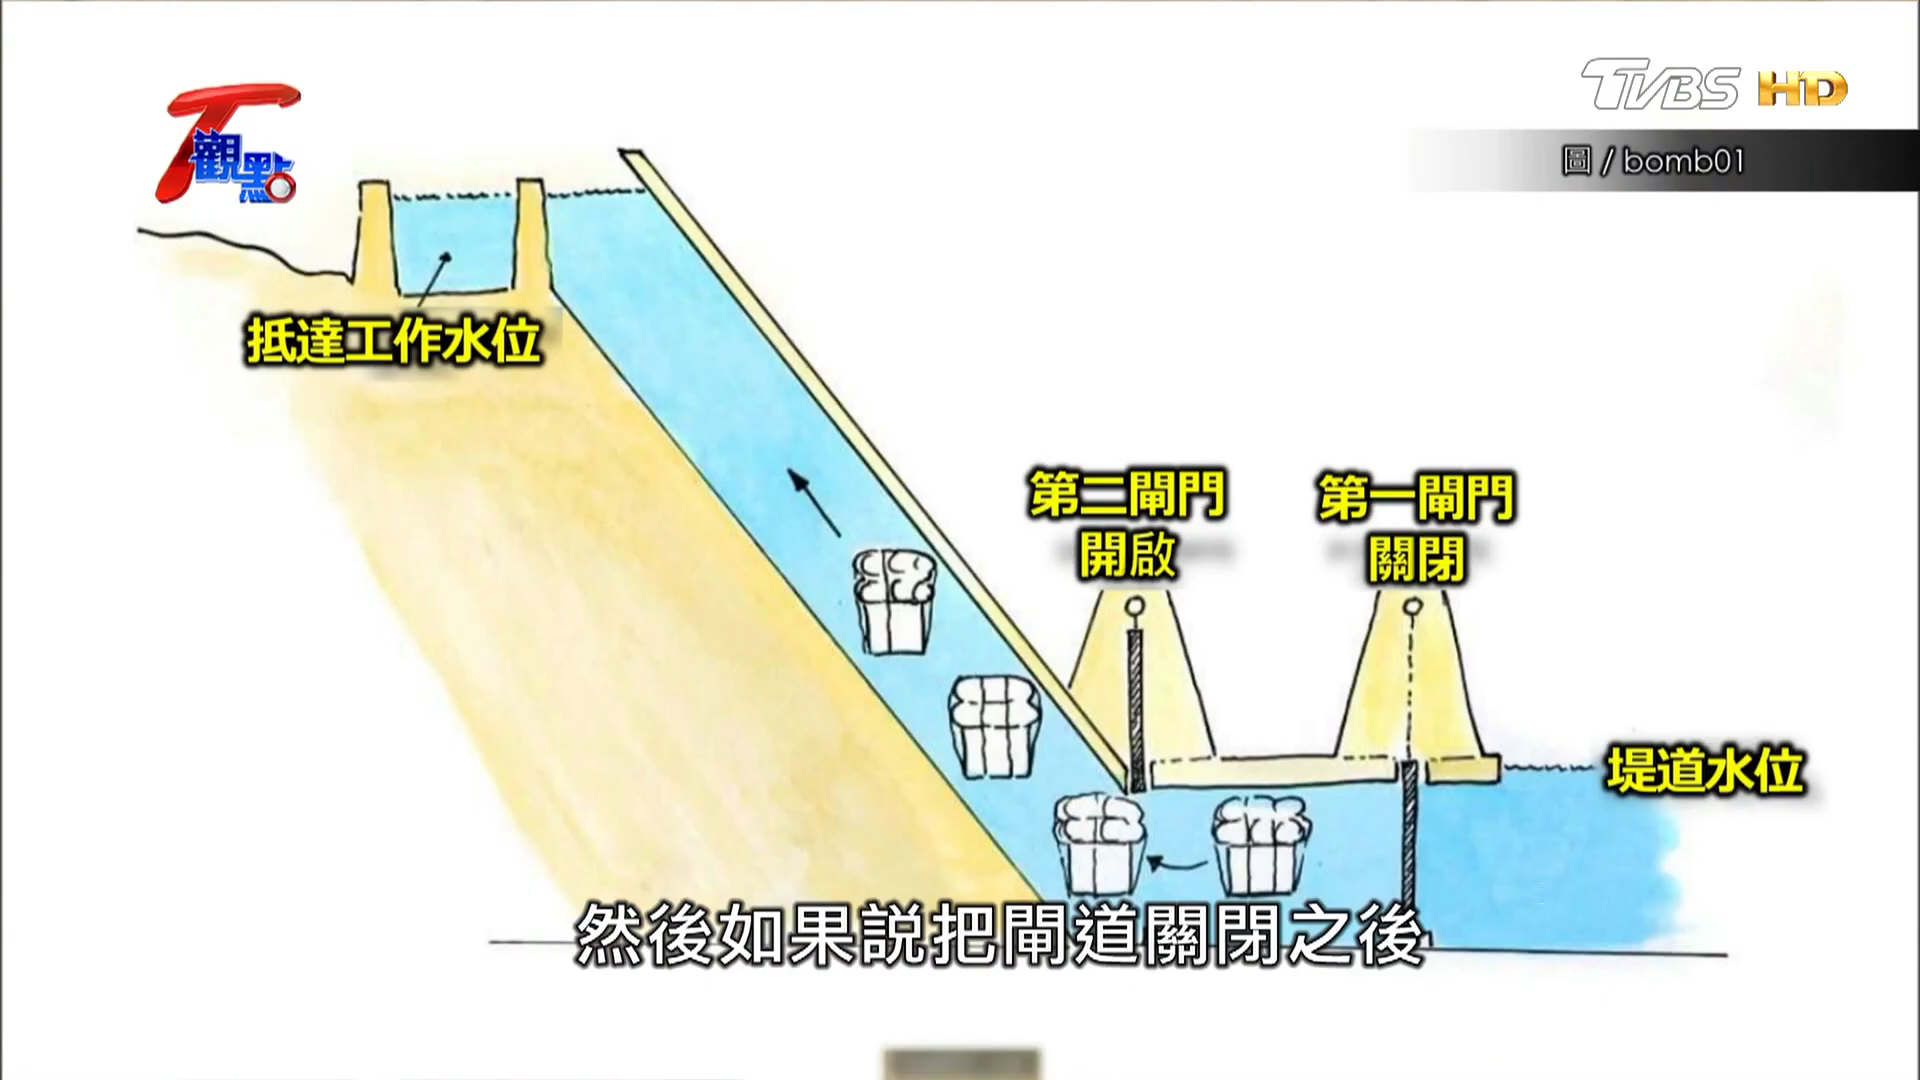 T觀點
TVBS HD
圖 / bomb01
抵達工作水位
第二閘門
開啟
第一閘門
關閉
堤道水位
然後如果説把閘道關閉之後